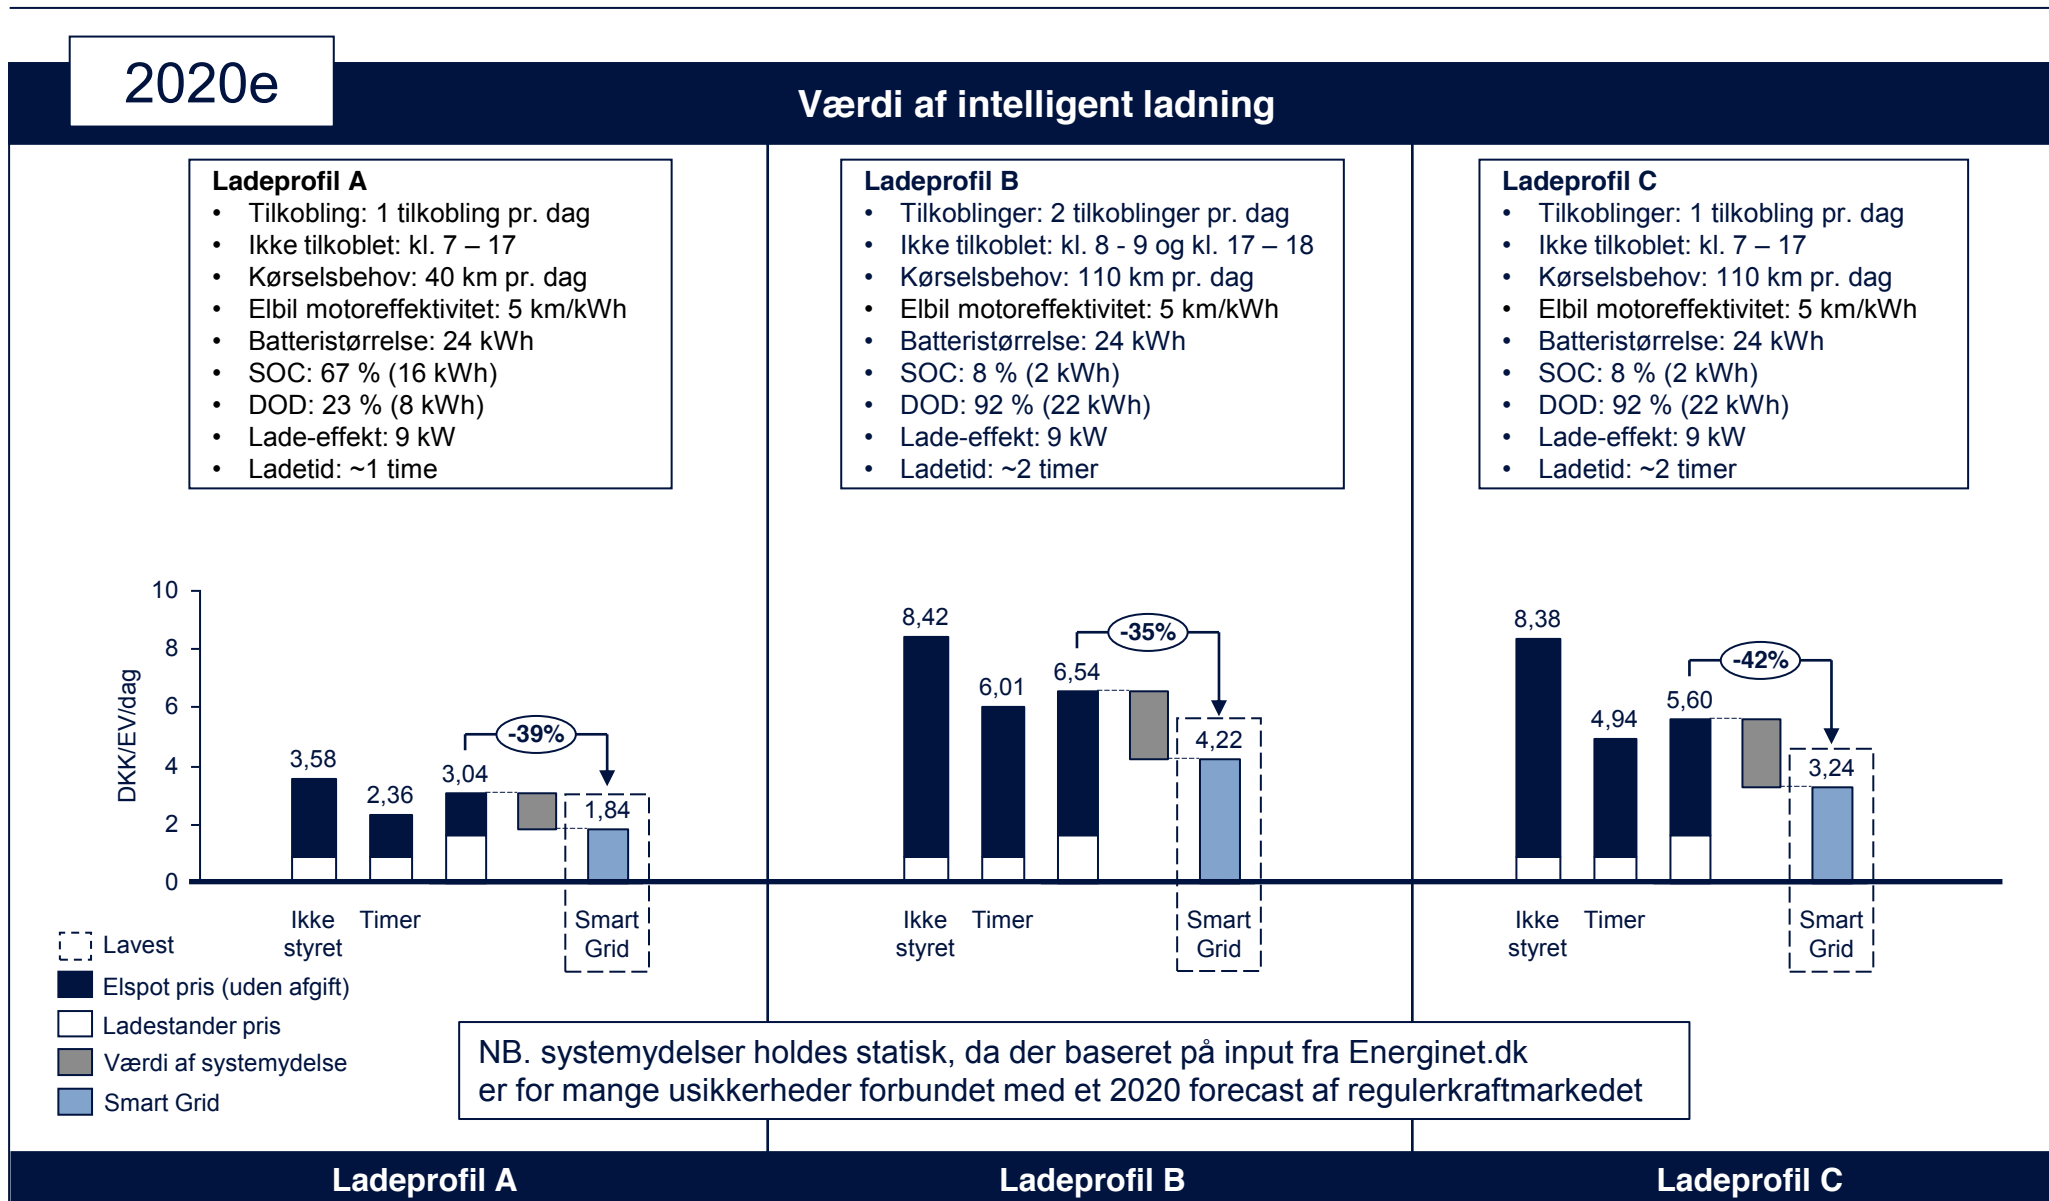 2020e
Værdi af intelligent ladning
Ladeprofil A
• Tilkobling: 1 tilkobling pr. dag
• Ikke tilkoblet: kl. 7 – 17
• Kørselsbehov: 40 km pr. dag
• Elbil motoreffektivitet: 5 km/kWh
• Batteristørrelse: 24 kWh
• SOC: 67 % (16 kWh)
• DOD: 23 % (8 kWh)
• Lade-effekt: 9 kW
• Ladetid: ~1 time
Ladeprofil B
• Tilkoblinger: 2 tilkoblinger pr. dag
• Ikke tilkoblet: kl. 8 - 9 og kl. 17 – 18
• Kørselsbehov: 110 km pr. dag
• Elbil motoreffektivitet: 5 km/kWh
• Batteristørrelse: 24 kWh
• SOC: 8 % (2 kWh)
• DOD: 92 % (22 kWh)
• Lade-effekt: 9 kW
• Ladetid: ~2 timer
Ladeprofil C
• Tilkoblinger: 1 tilkobling pr. dag
• Ikke tilkoblet: kl. 7 – 17
• Kørselsbehov: 110 km pr. dag
• Elbil motoreffektivitet: 5 km/kWh
• Batteristørrelse: 24 kWh
• SOC: 8 % (2 kWh)
• DOD: 92 % (22 kWh)
• Lade-effekt: 9 kW
• Ladetid: ~2 timer
DKK/EV/dag
10
8
6
4
2
0
3,58
2,36
3,04
-39%
1,84
Ikke
styret
Timer
Smart
Grid
8,42
6,01
6,54
-35%
4,22
Ikke
styret
Timer
Smart
Grid
8,38
4,94
5,60
-42%
3,24
Ikke
styret
Timer
Smart
Grid
Lavest
Elspot pris (uden afgift)
Ladestander pris
Værdi af systemydelse
Smart Grid
NB. systemydelser holdes statisk, da der baseret på input fra Energinet.dk
er for mange usikkerheder forbundet med et 2020 forecast af regulerkraftmarkedet
Ladeprofil A
Ladeprofil B
Ladeprofil C